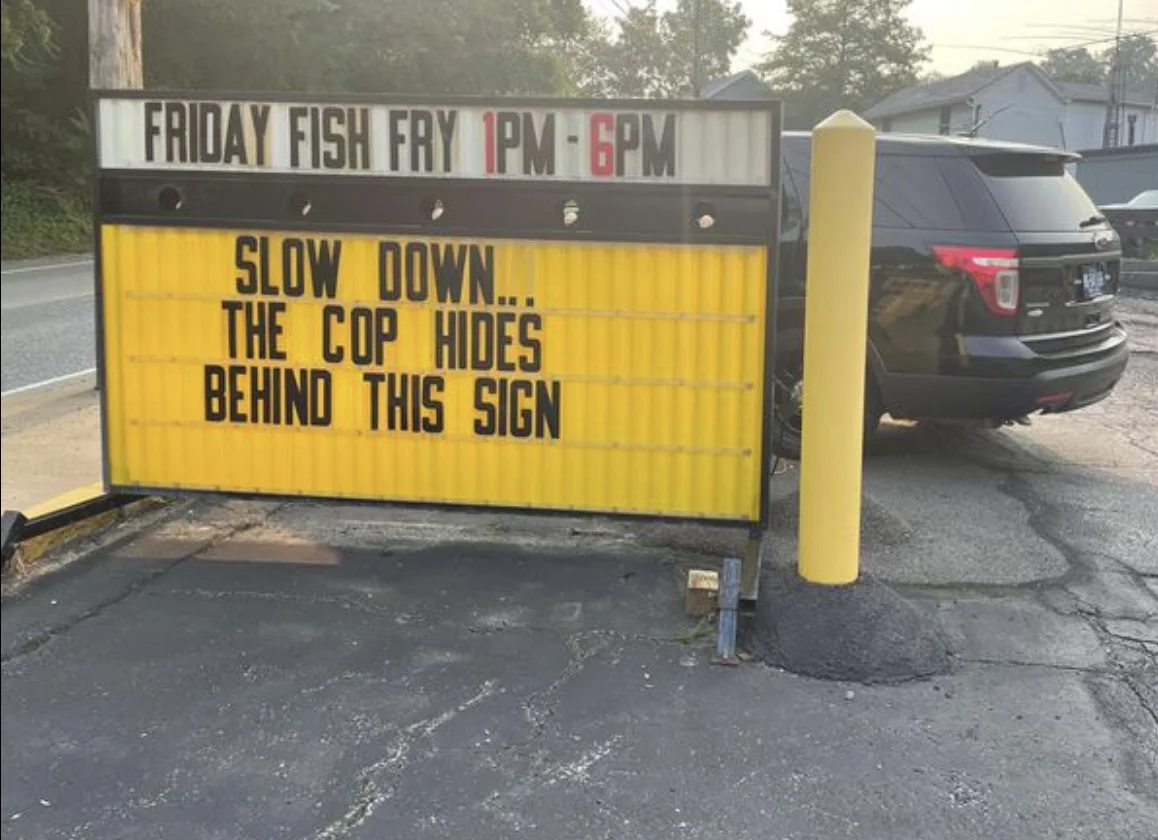 FRIDAY FISH FRY 1PM - 6PM
SLOW DOWN...
THE COP HIDES
BEHIND THIS SIGN